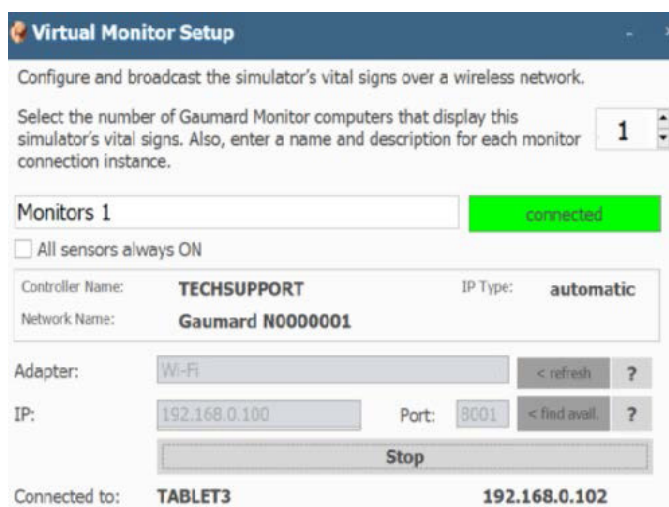 Virtual Monitor Setup
Configure and broadcast the simulator's vital signs over a wireless network.
Select the number of Gaumard Monitor computers that display this
simulator's vital signs. Also, enter a name and description for each monitor
connection instance.
1
Monitors 1
connected
All sensors always ON
Controller Name: TECHSUPPORT IP Type: automatic
Network Name: Gaumard N0000001
Adapter: Wi-Fi < refresh ?
IP: 192.168.0.100 Port: 8001 < find avail. ?
Stop
Connected to: TABLET3 192.168.0.102